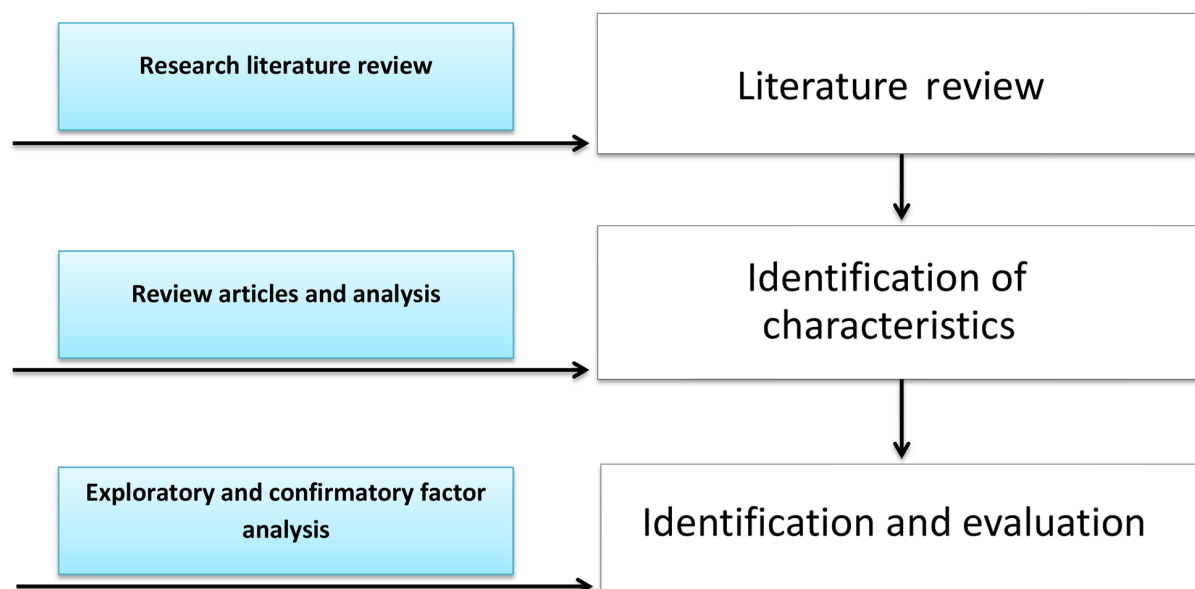 Research literature review
Literature review
Review articles and analysis
Identification of
characteristics
Exploratory and confirmatory factor
analysis
Identification and evaluation